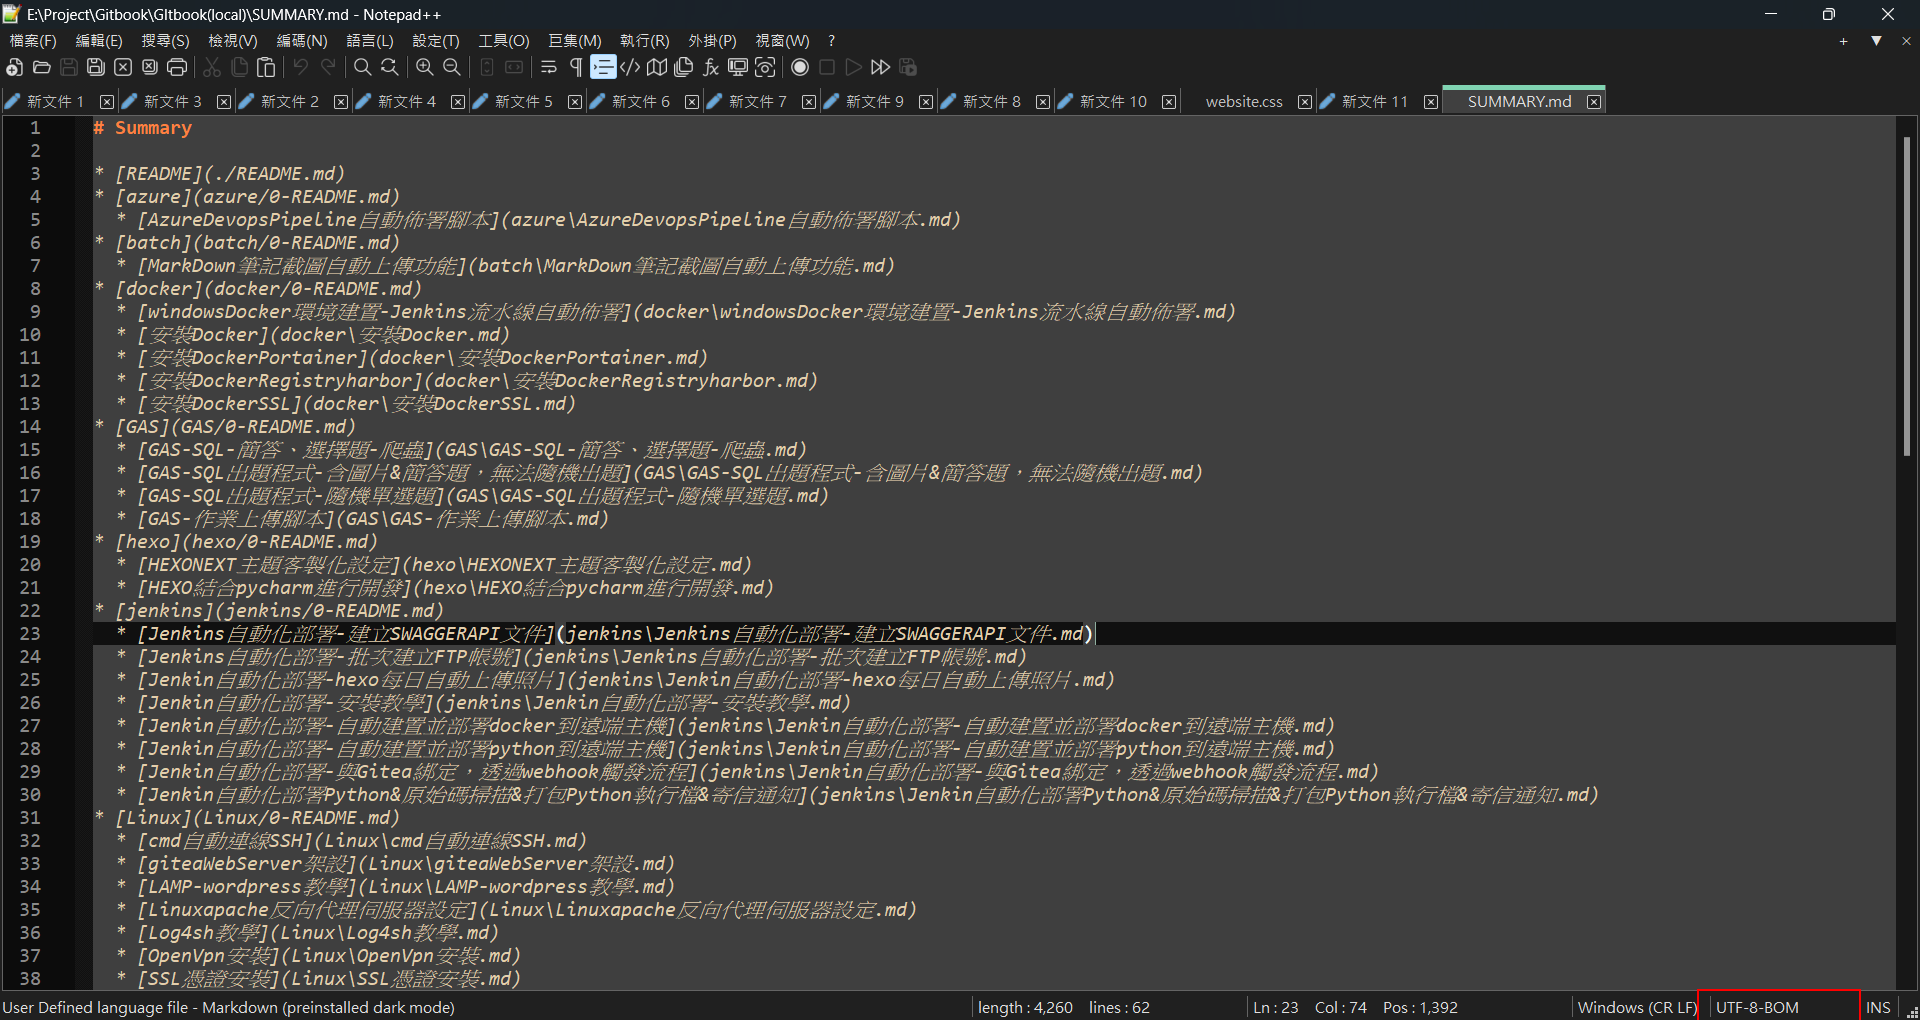 E:\Project\Gitbook\GItbook(local)\SUMMARY.md - Notepad++
檔案(F) 編輯(E) 搜尋(S) 檢視(V) 編碼(N) 語言(L) 設定(T) 工具(O) 巨集(M) 執行(R) 外掛(P) 視窗(W) ?
新文件 1 新文件 3 新文件 2 新文件 4 新文件 5 新文件 6 新文件 7 新文件 9 新文件 8 新文件 10 website.css 新文件 11 SUMMARY.md
1 # Summary
2
3 * [README](./README.md)
4 * [azure](azure/0-README.md)
5 * [AzureDevopsPipeline自動佈署腳本](azure\AzureDevopsPipeline自動佈署腳本.md)
6 * [batch](batch/0-README.md)
7 * [MarkDown筆記截圖自動上傳功能](batch\MarkDown筆記截圖自動上傳功能.md)
8 * [docker](docker/0-README.md)
9 * [windowsDocker環境建置-Jenkins流水線自動佈署](docker\windowsDocker環境建置-Jenkins流水線自動佈署.md)
10 * [安裝Docker](docker\安裝Docker.md)
11 * [安裝DockerPortainer](docker\安裝DockerPortainer.md)
12 * [安裝DockerRegistryharbor](docker\安裝DockerRegistryharbor.md)
13 * [安裝DockerSSL](docker\安裝DockerSSL.md)
14 * [GAS](GAS/0-README.md)
15 * [GAS-SQL-簡答、選擇題-爬蟲](GAS\GAS-SQL-簡答、選擇題-爬蟲.md)
16 * [GAS-SQL出題程式-含圖片&簡答題，無法隨機出題](GAS\GAS-SQL出題程式-含圖片&簡答題，無法隨機出題.md)
17 * [GAS-SQL出題程式-隨機單選題](GAS\GAS-SQL出題程式-隨機單選題.md)
18 * [GAS-作業上傳腳本](GAS\GAS-作業上傳腳本.md)
19 * [hexo](hexo/0-README.md)
20 * [HEXONEXT主題客製化設定](hexo\HEXONEXT主題客製化設定.md)
21 * [HEXO結合pycharm進行開發](hexo\HEXO結合pycharm進行開發.md)
22 * [jenkins](jenkins/0-README.md)
23 * [Jenkins自動化部署-建立SWAGGERAPI文件](jenkins\Jenkins自動化部署-建立SWAGGERAPI文件.md)
24 * [Jenkins自動化部署-批次建立FTP帳號](jenkins\Jenkins自動化部署-批次建立FTP帳號.md)
25 * [Jenkin自動化部署-hexo每日自動上傳照片](jenkins\Jenkin自動化部署-hexo每日自動上傳照片.md)
26 * [Jenkin自動化部署-安裝教學](jenkins\Jenkin自動化部署-安裝教學.md)
27 * [Jenkin自動化部署-自動建置並部署docker到遠端主機](jenkins\Jenkin自動化部署-自動建置並部署docker到遠端主機.md)
28 * [Jenkin自動化部署-自動建置並部署python到遠端主機](jenkins\Jenkin自動化部署-自動建置並部署python到遠端主機.md)
29 * [Jenkin自動化部署-與Gitea綁定，透過webhook觸發流程](jenkins\Jenkin自動化部署-與Gitea綁定，透過webhook觸發流程.md)
30 * [Jenkin自動化部署Python&原始碼掃描&打包Python執行檔&寄信通知](jenkins\Jenkin自動化部署Python&原始碼掃描&打包Python執行檔&寄信通知.md)
31 * [Linux](Linux/0-README.md)
32 * [cmd自動連線SSH](Linux\cmd自動連線SSH.md)
33 * [giteaWebServer架設](Linux\giteaWebServer架設.md)
34 * [LAMP-wordpress教學](Linux\LAMP-wordpress教學.md)
35 * [Linuxapache反向代理伺服器設定](Linux\Linuxapache反向代理伺服器設定.md)
36 * [Log4sh教學](Linux\Log4sh教學.md)
37 * [OpenVpn安裝](Linux\OpenVpn安裝.md)
38 * [SSL憑證安裝](Linux\SSL憑證安裝.md)
User Defined language file - Markdown (preinstalled dark mode) length : 4,260 lines : 62 Ln : 23 Col : 74 Pos : 1,392 Windows (CR LF) UTF-8-BOM INS